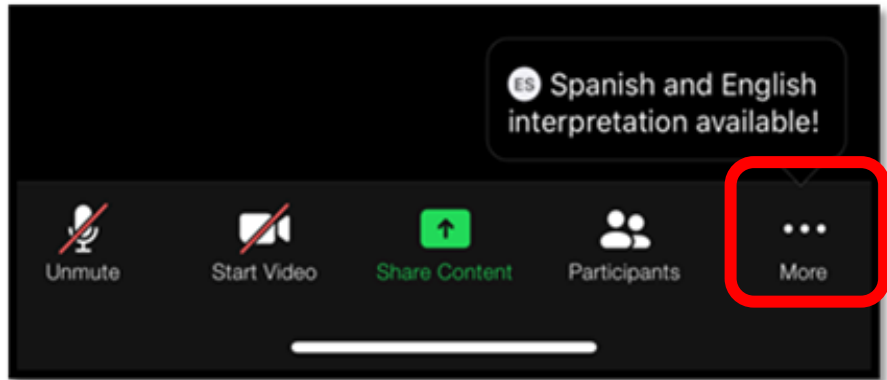 ES Spanish and English
interpretation available!
Unmute Start Video Share Content Participants More